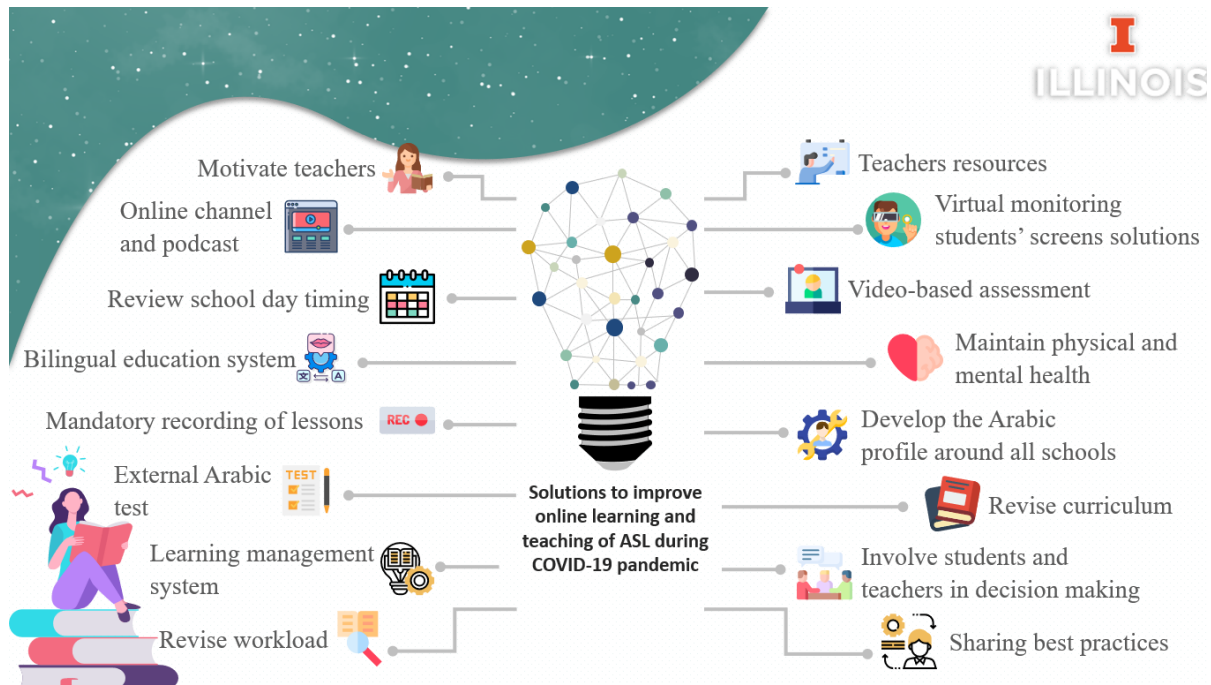 I
ILLINOIS
Motivate teachers
Online channel
and podcast
Review school day timing
Bilingual education system
文 A
Mandatory recording of lessons
REC
External Arabic
test
TEST
Learning management
system
Revise workload
Solutions to improve
online learning and
teaching of ASL during
COVID-19 pandemic
Teachers resources
Virtual monitoring
students’ screens solutions
Video-based assessment
Maintain physical and
mental health
Develop the Arabic
profile around all schools
Revise curriculum
Involve students and
teachers in decision making
Sharing best practices